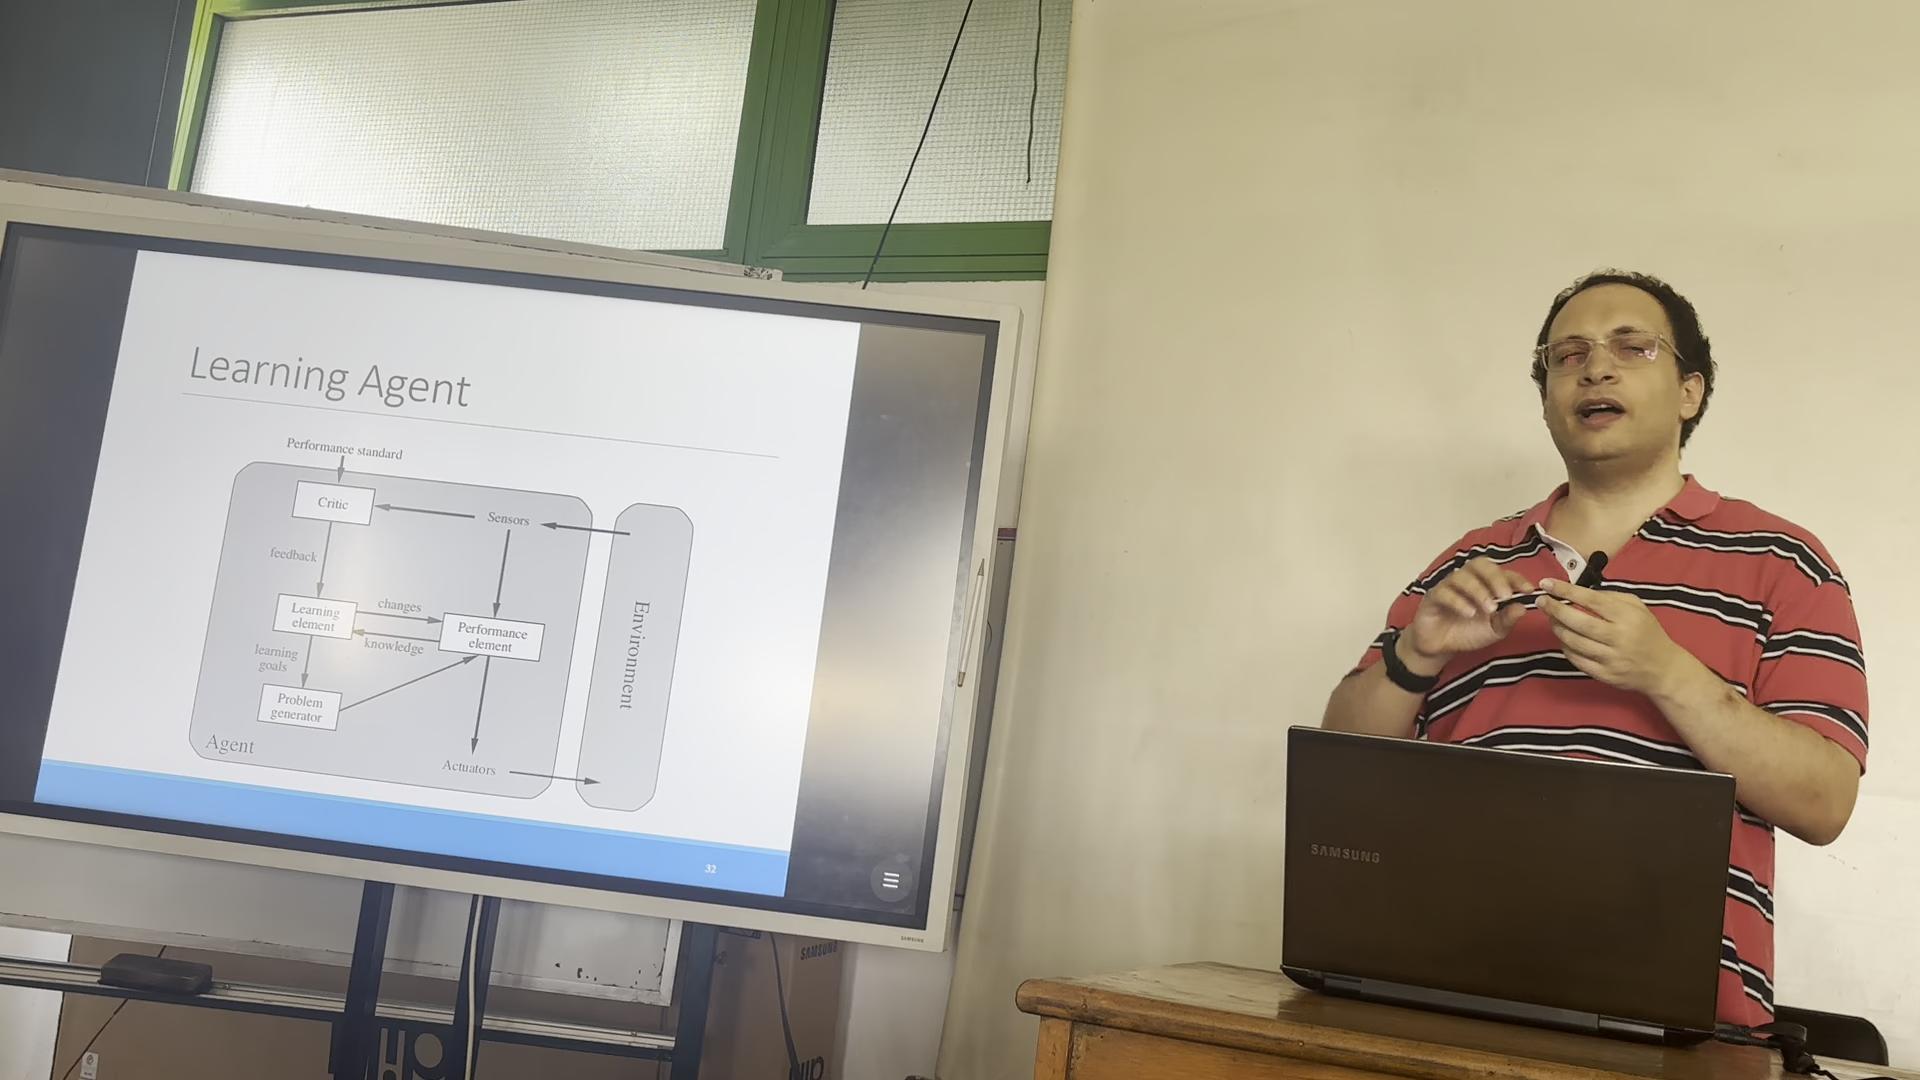 Learning Agent
Performance standard
Critic
Sensors
feedback
Learning
element
changes
knowledge
Performance
element
learning
goals
Problem
generator
Agent
Actuators
Environment
32
SAMSUNG
SAMSUNG
SAMSUNG